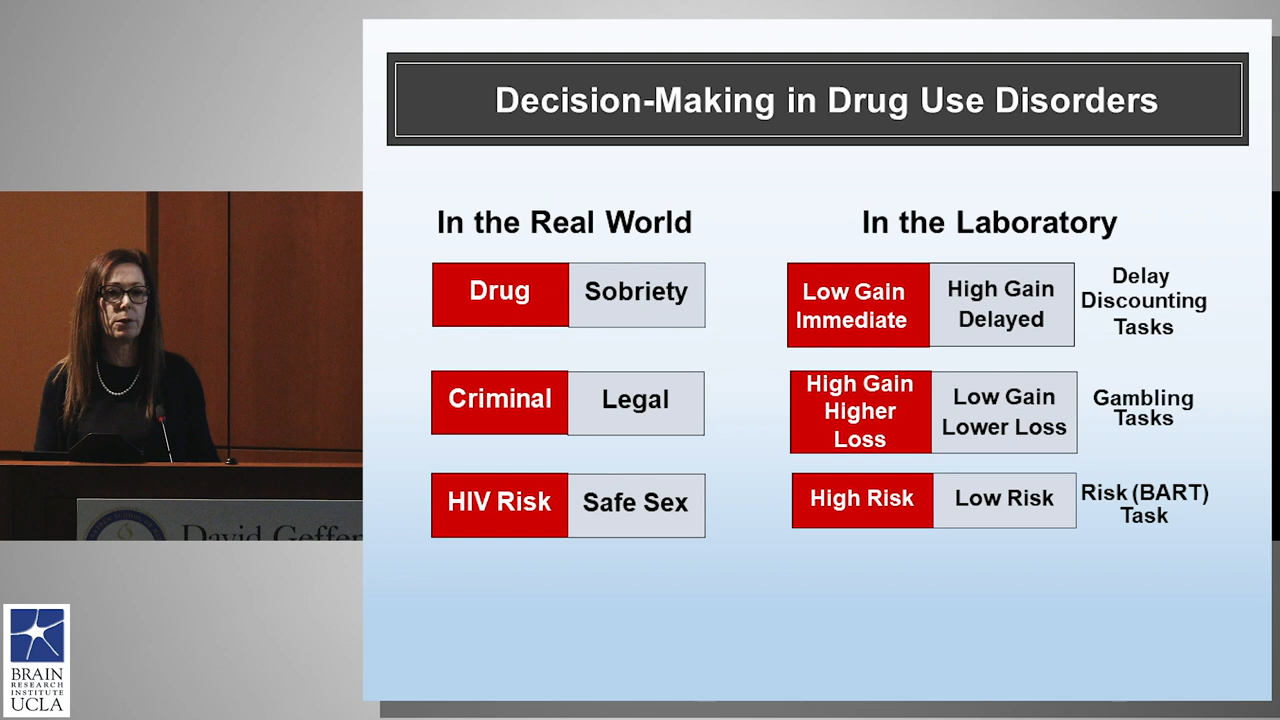 Decision-Making in Drug Use Disorders
In the Real World
Drug
Sobriety
Criminal
Legal
HIV Risk
Safe Sex
In the Laboratory
Low Gain
Immediate
High Gain
Delayed
Delay
Discounting
Tasks
High Gain
Higher
Loss
Low Gain
Lower Loss
Gambling
Tasks
High Risk
Low Risk
Risk (BART)
Task
David Geffen
BRAIN
RESEARCH
INSTITUTE
UCLA